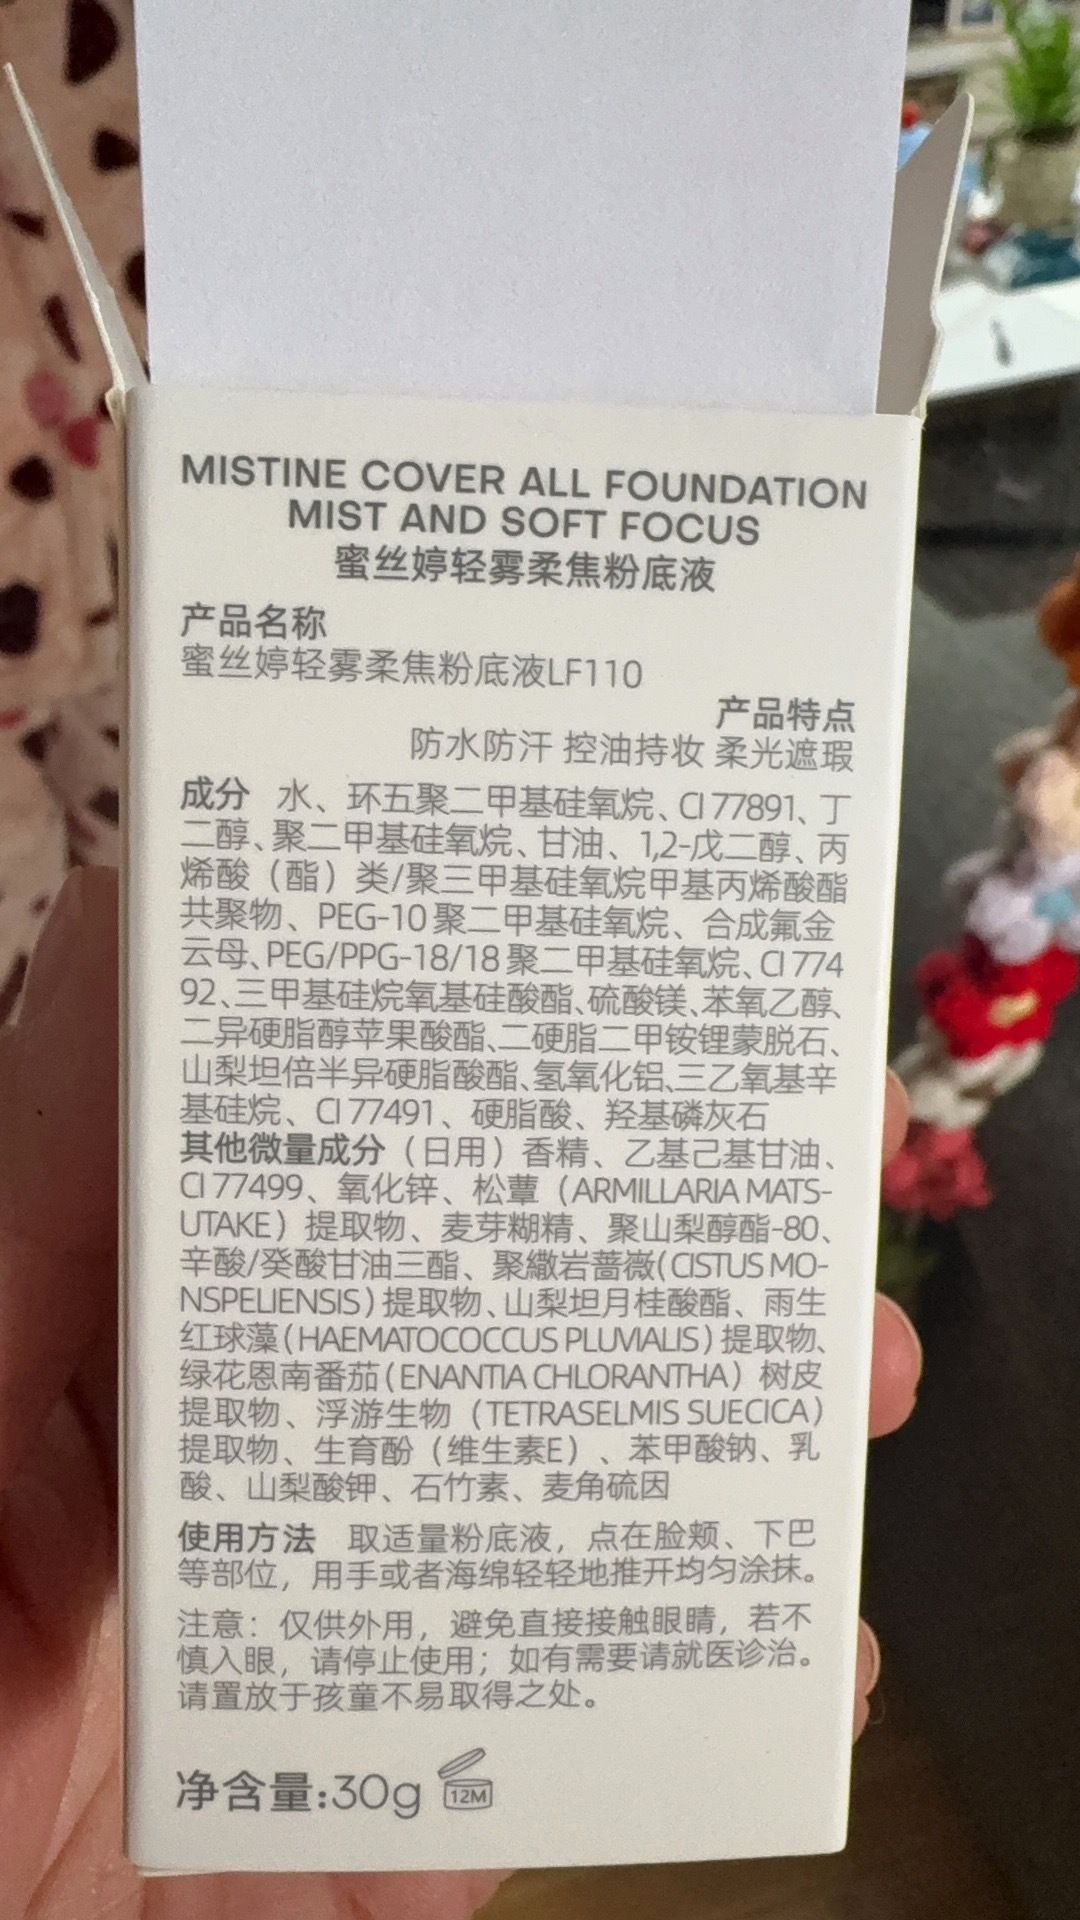 MISTINE COVER ALL FOUNDATION
MIST AND SOFT FOCUS
蜜丝婷轻雾柔焦粉底液
产品名称
蜜丝婷轻雾柔焦粉底液LF110
产品特点
防水防汗 控油持妆 柔光遮瑕
成分 水、环五聚二甲基硅氧烷、CI 77891、丁
二醇、聚二甲基硅氧烷、甘油、1,2-戊二醇、丙
烯酸（酯）类/聚三甲基硅氧烷甲基丙烯酸酯
共聚物、PEG-10 聚二甲基硅氧烷、合成氟金
云母、PEG/PPG-18/18 聚二甲基硅氧烷、CI 774
92、三甲基硅烷氧基硅酸酯、硫酸镁、苯氧乙醇、
二异硬脂醇苹果酸酯、二硬脂二甲铵锂蒙脱石、
山梨坦倍半异硬脂酸酯、氢氧化铝、三乙氧基辛
基硅烷、CI 77491、硬脂酸、羟基磷灰石
其他微量成分（日用）香精、乙基己基甘油、
CI 77499、氧化锌、松蕈（ARMILLARIA MATS-
UTAKE）提取物、麦芽糊精、聚山梨醇酯-80、
辛酸/癸酸甘油三酯、聚繖岩蔷薇(CISTUS MO-
NSPELIENSIS）提取物、山梨坦月桂酸酯、雨生
红球藻（HAEMATOCOCCUS PLUVIALIS）提取物、
绿花恩南番茄（ENANTIA CHLORANTHA）树皮
提取物、浮游生物（TETRASELMIS SUECICA）
提取物、生育酚（维生素E）、苯甲酸钠、乳
酸、山梨酸钾、石竹素、麦角硫因
使用方法 取适量粉底液，点在脸颊、下巴
等部位，用手或者海绵轻轻地推开均匀涂抹。
注意：仅供外用，避免直接接触眼睛，若不
慎入眼，请停止使用；如有需要请就医诊治。
请置放于孩童不易取得之处。
净含量:30g 12M